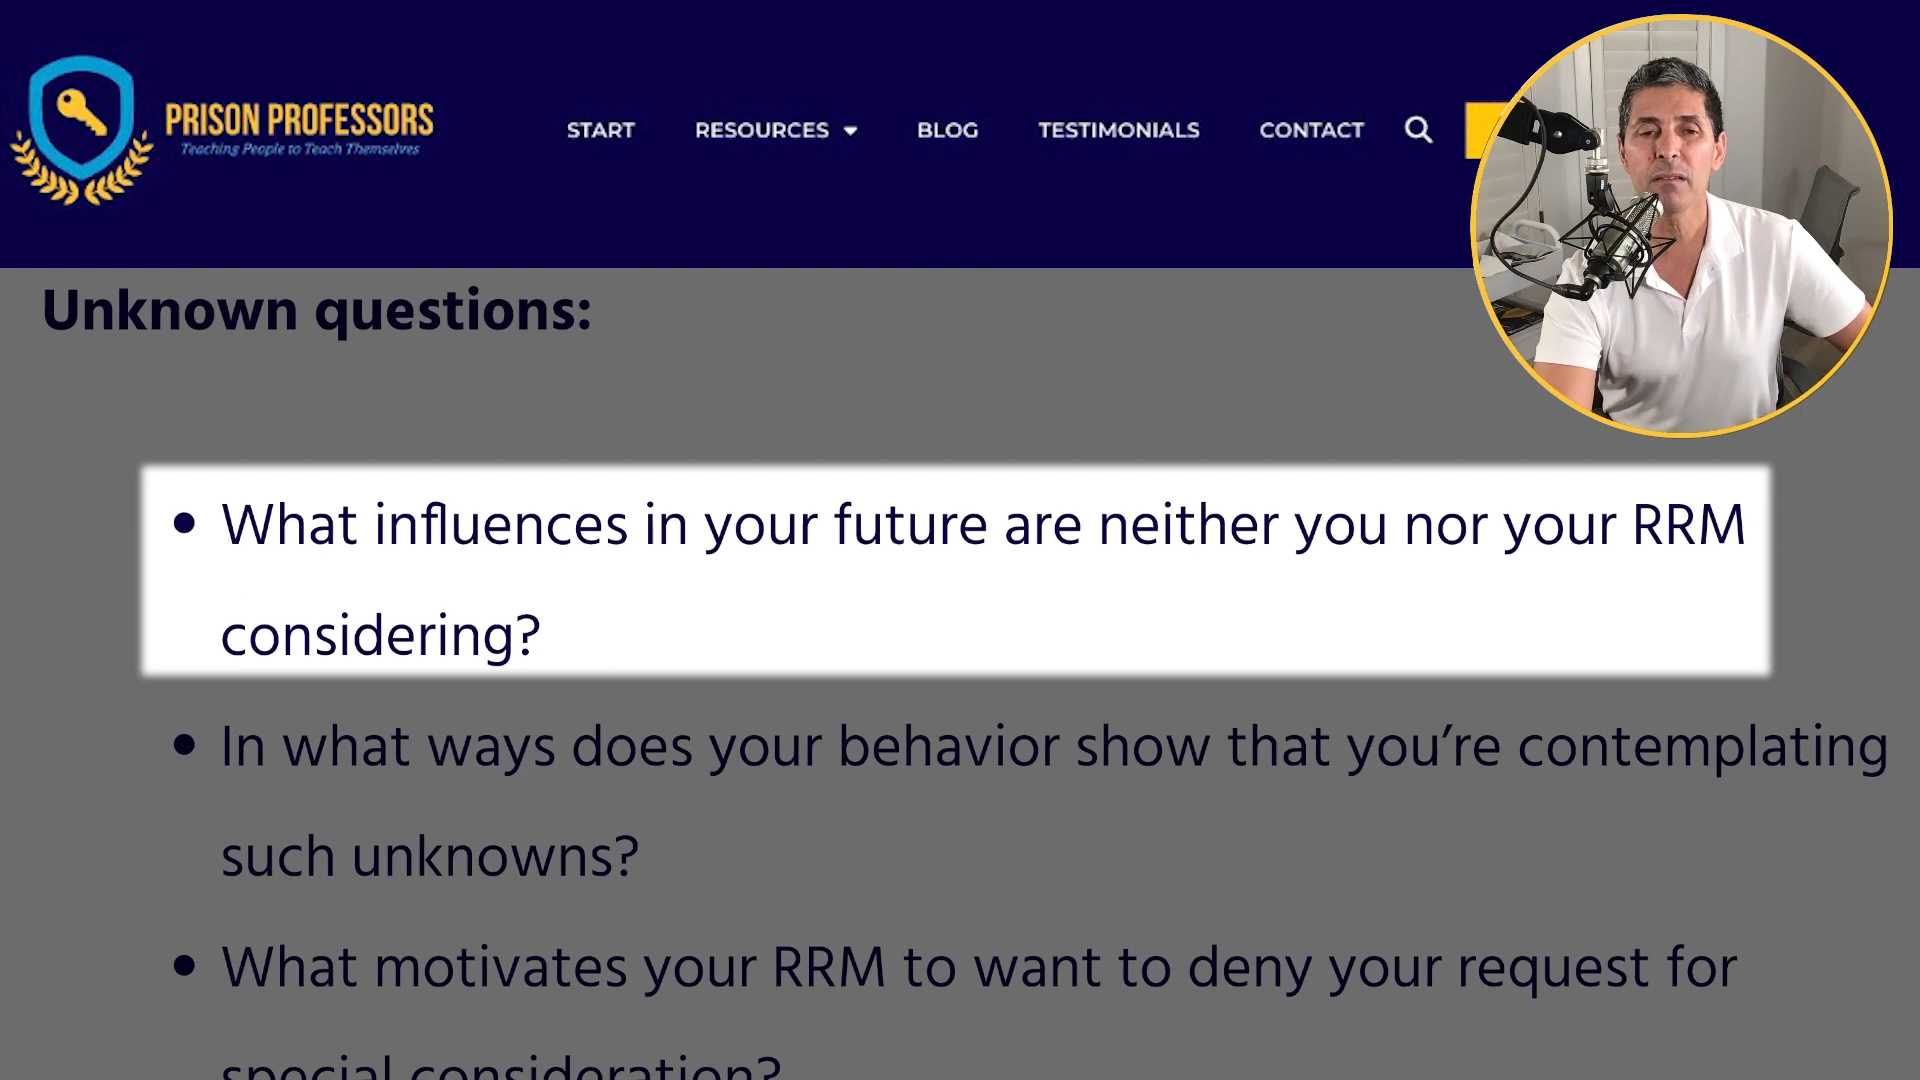 PRISON PROFESSORS
Teaching People to Teach Themselves
START RESOURCES BLOG TESTIMONIALS CONTACT
Unknown questions:
• What influences in your future are neither you nor your RRM
considering?
• In what ways does your behavior show that you’re contemplating
such unknowns?
• What motivates your RRM to want to deny your request for
special consideration?